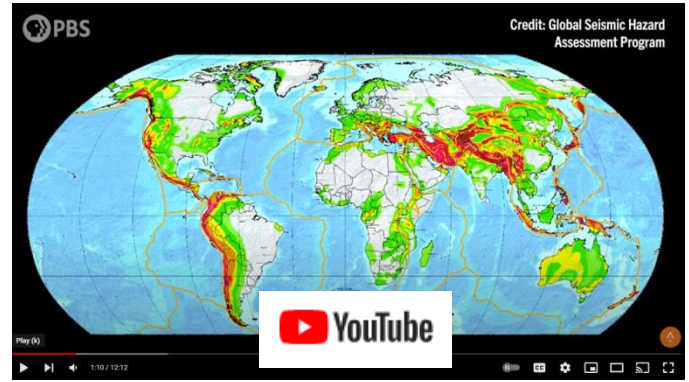 PBS
Credit: Global Seismic Hazard
Assessment Program
YouTube
Play (k)
1:10 / 12:12
CC